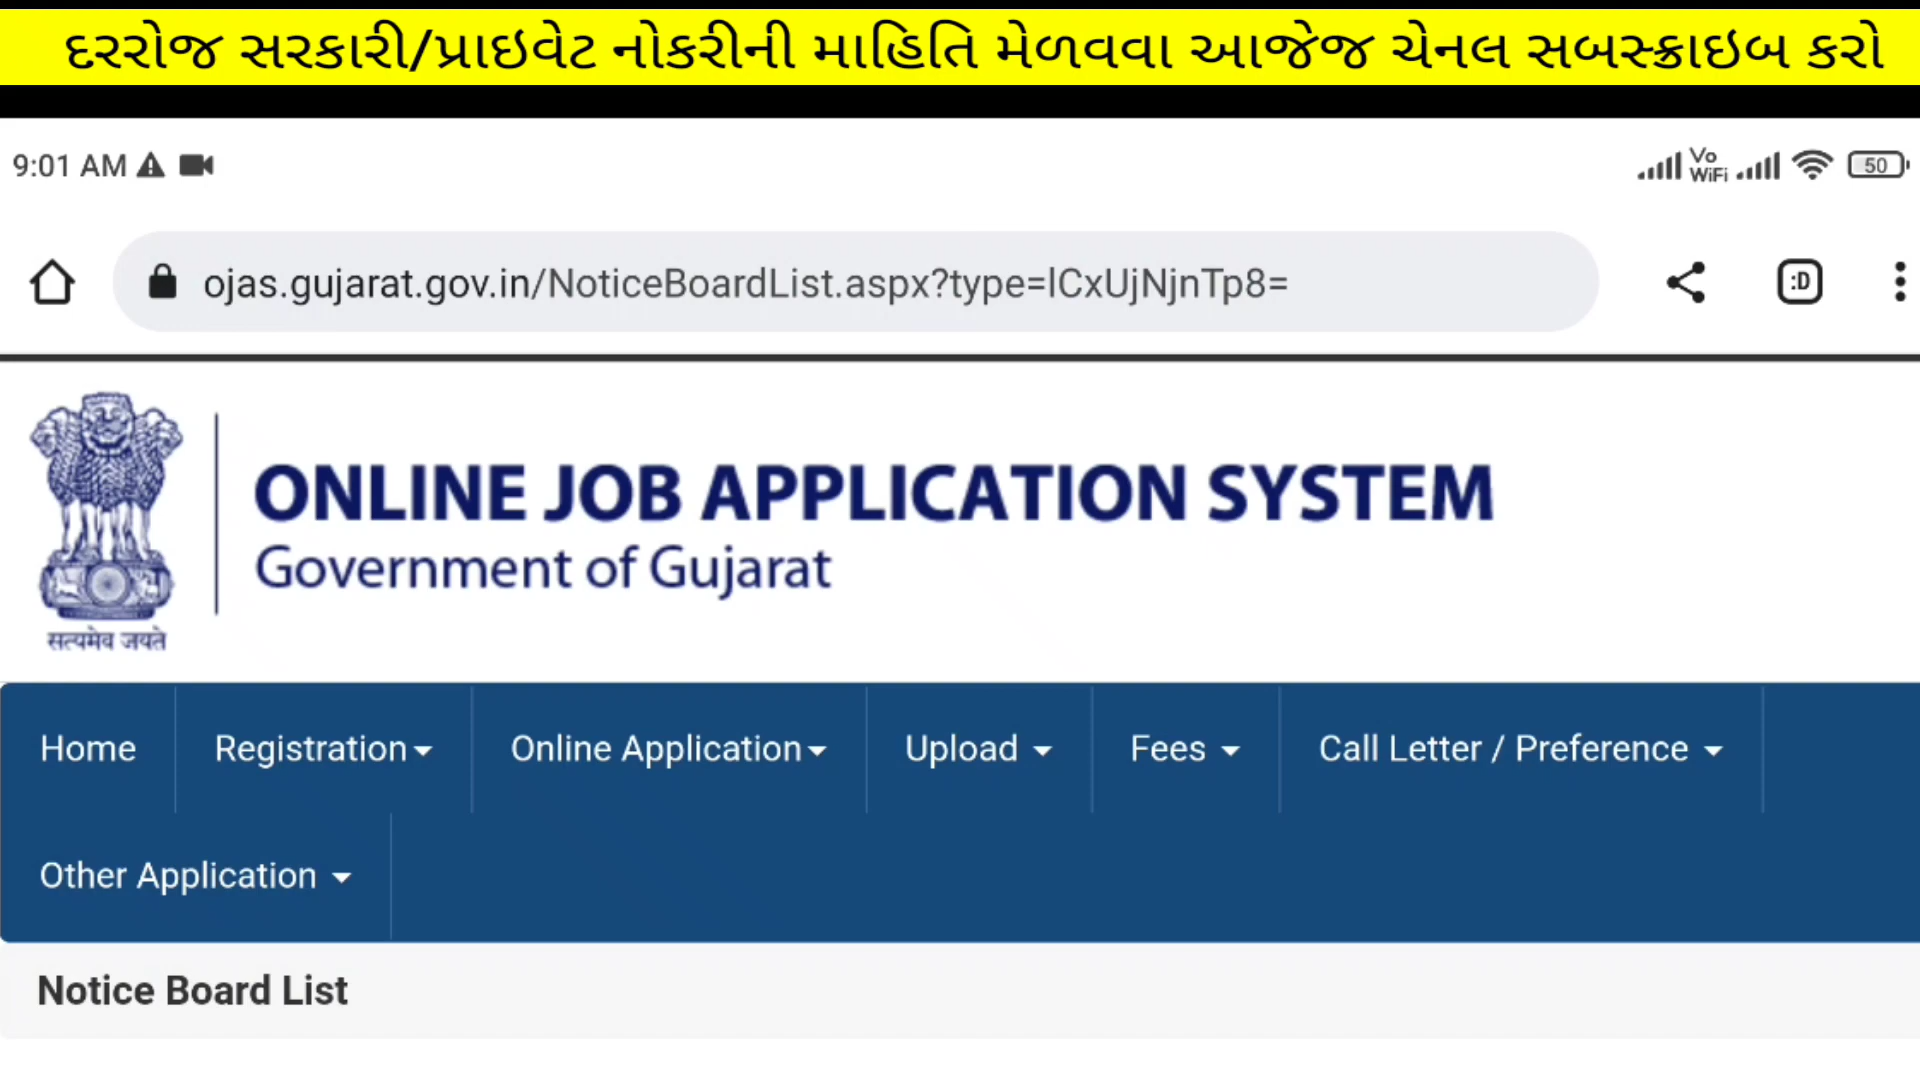 દરરોજ સરકારી/પ્રાઇવેટ નોકરીની માહિતિ મેળવવા આજેજ ચેનલ સબસ્ક્રાઇબ કરો
9:01 AM Vo WiFi 50
ojas.gujarat.gov.in/NoticeBoardList.aspx?type=lCxUjNjnTp8= :D
ONLINE JOB APPLICATION SYSTEM
Government of Gujarat
सत्यमेव जयते
Home Registration Online Application Upload Fees Call Letter / Preference
Other Application
Notice Board List